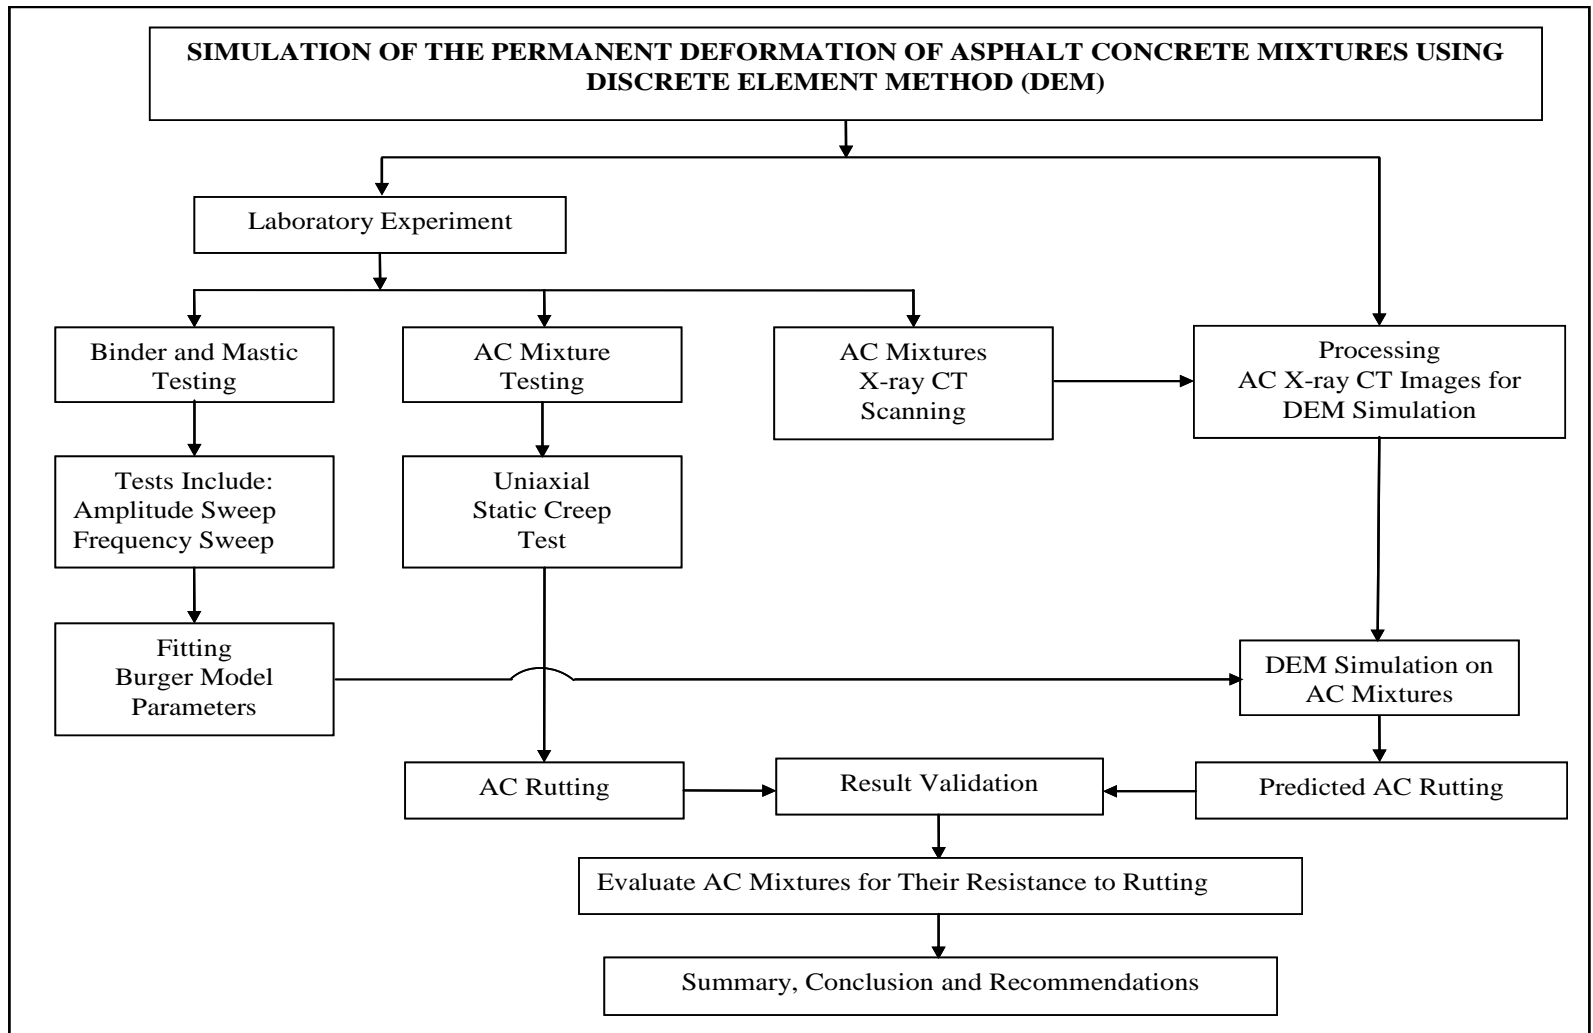 SIMULATION OF THE PERMANENT DEFORMATION OF ASPHALT CONCRETE MIXTURES USING
DISCRETE ELEMENT METHOD (DEM)
Laboratory Experiment
Binder and Mastic
Testing
AC Mixture
Testing
AC Mixtures
X-ray CT
Scanning
Processing
AC X-ray CT Images for
DEM Simulation
Tests Include:
Amplitude Sweep
Frequency Sweep
Uniaxial
Static Creep
Test
Fitting
Burger Model
Parameters
DEM Simulation on
AC Mixtures
AC Rutting
Result Validation
Predicted AC Rutting
Evaluate AC Mixtures for Their Resistance to Rutting
Summary, Conclusion and Recommendations